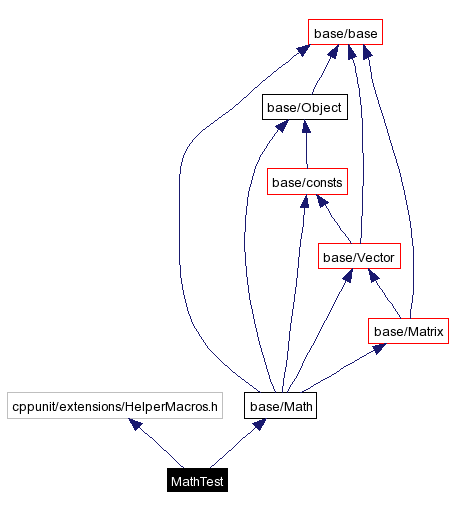 base/base
base/Object
base/consts
base/Vector
base/Matrix
cppunit/extensions/HelperMacros.h
base/Math
MathTest